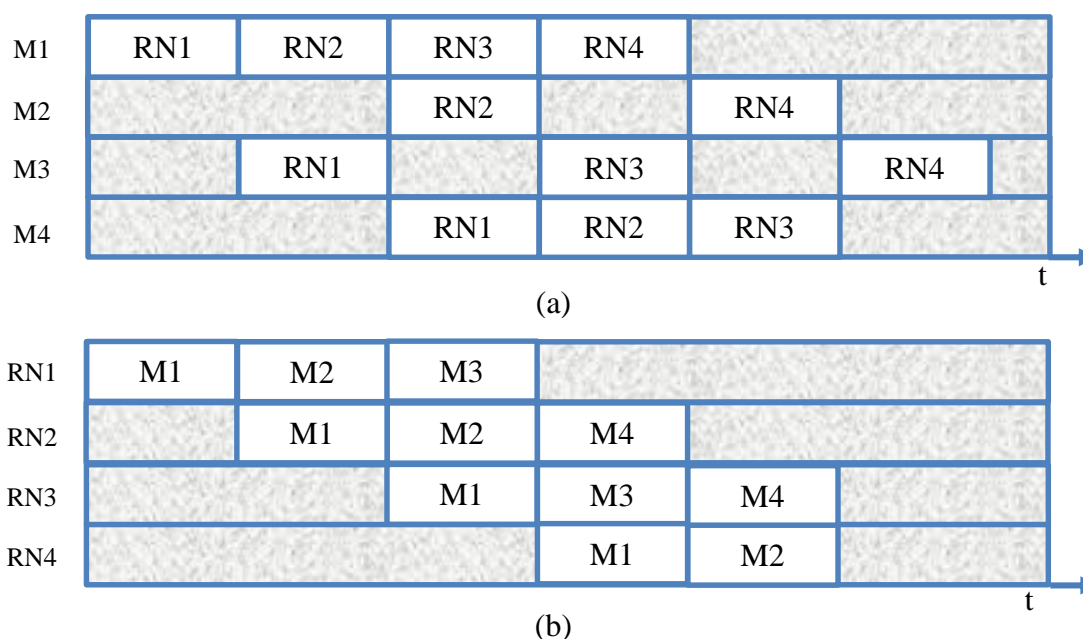 M1 RN1 RN2 RN3 RN4
M2 RN2 RN4
M3 RN1 RN3 RN4
M4 RN1 RN2 RN3
t
(a)
RN1 M1 M2 M3
RN2 M1 M2 M4
RN3 M1 M3 M4
RN4 M1 M2
t
(b)